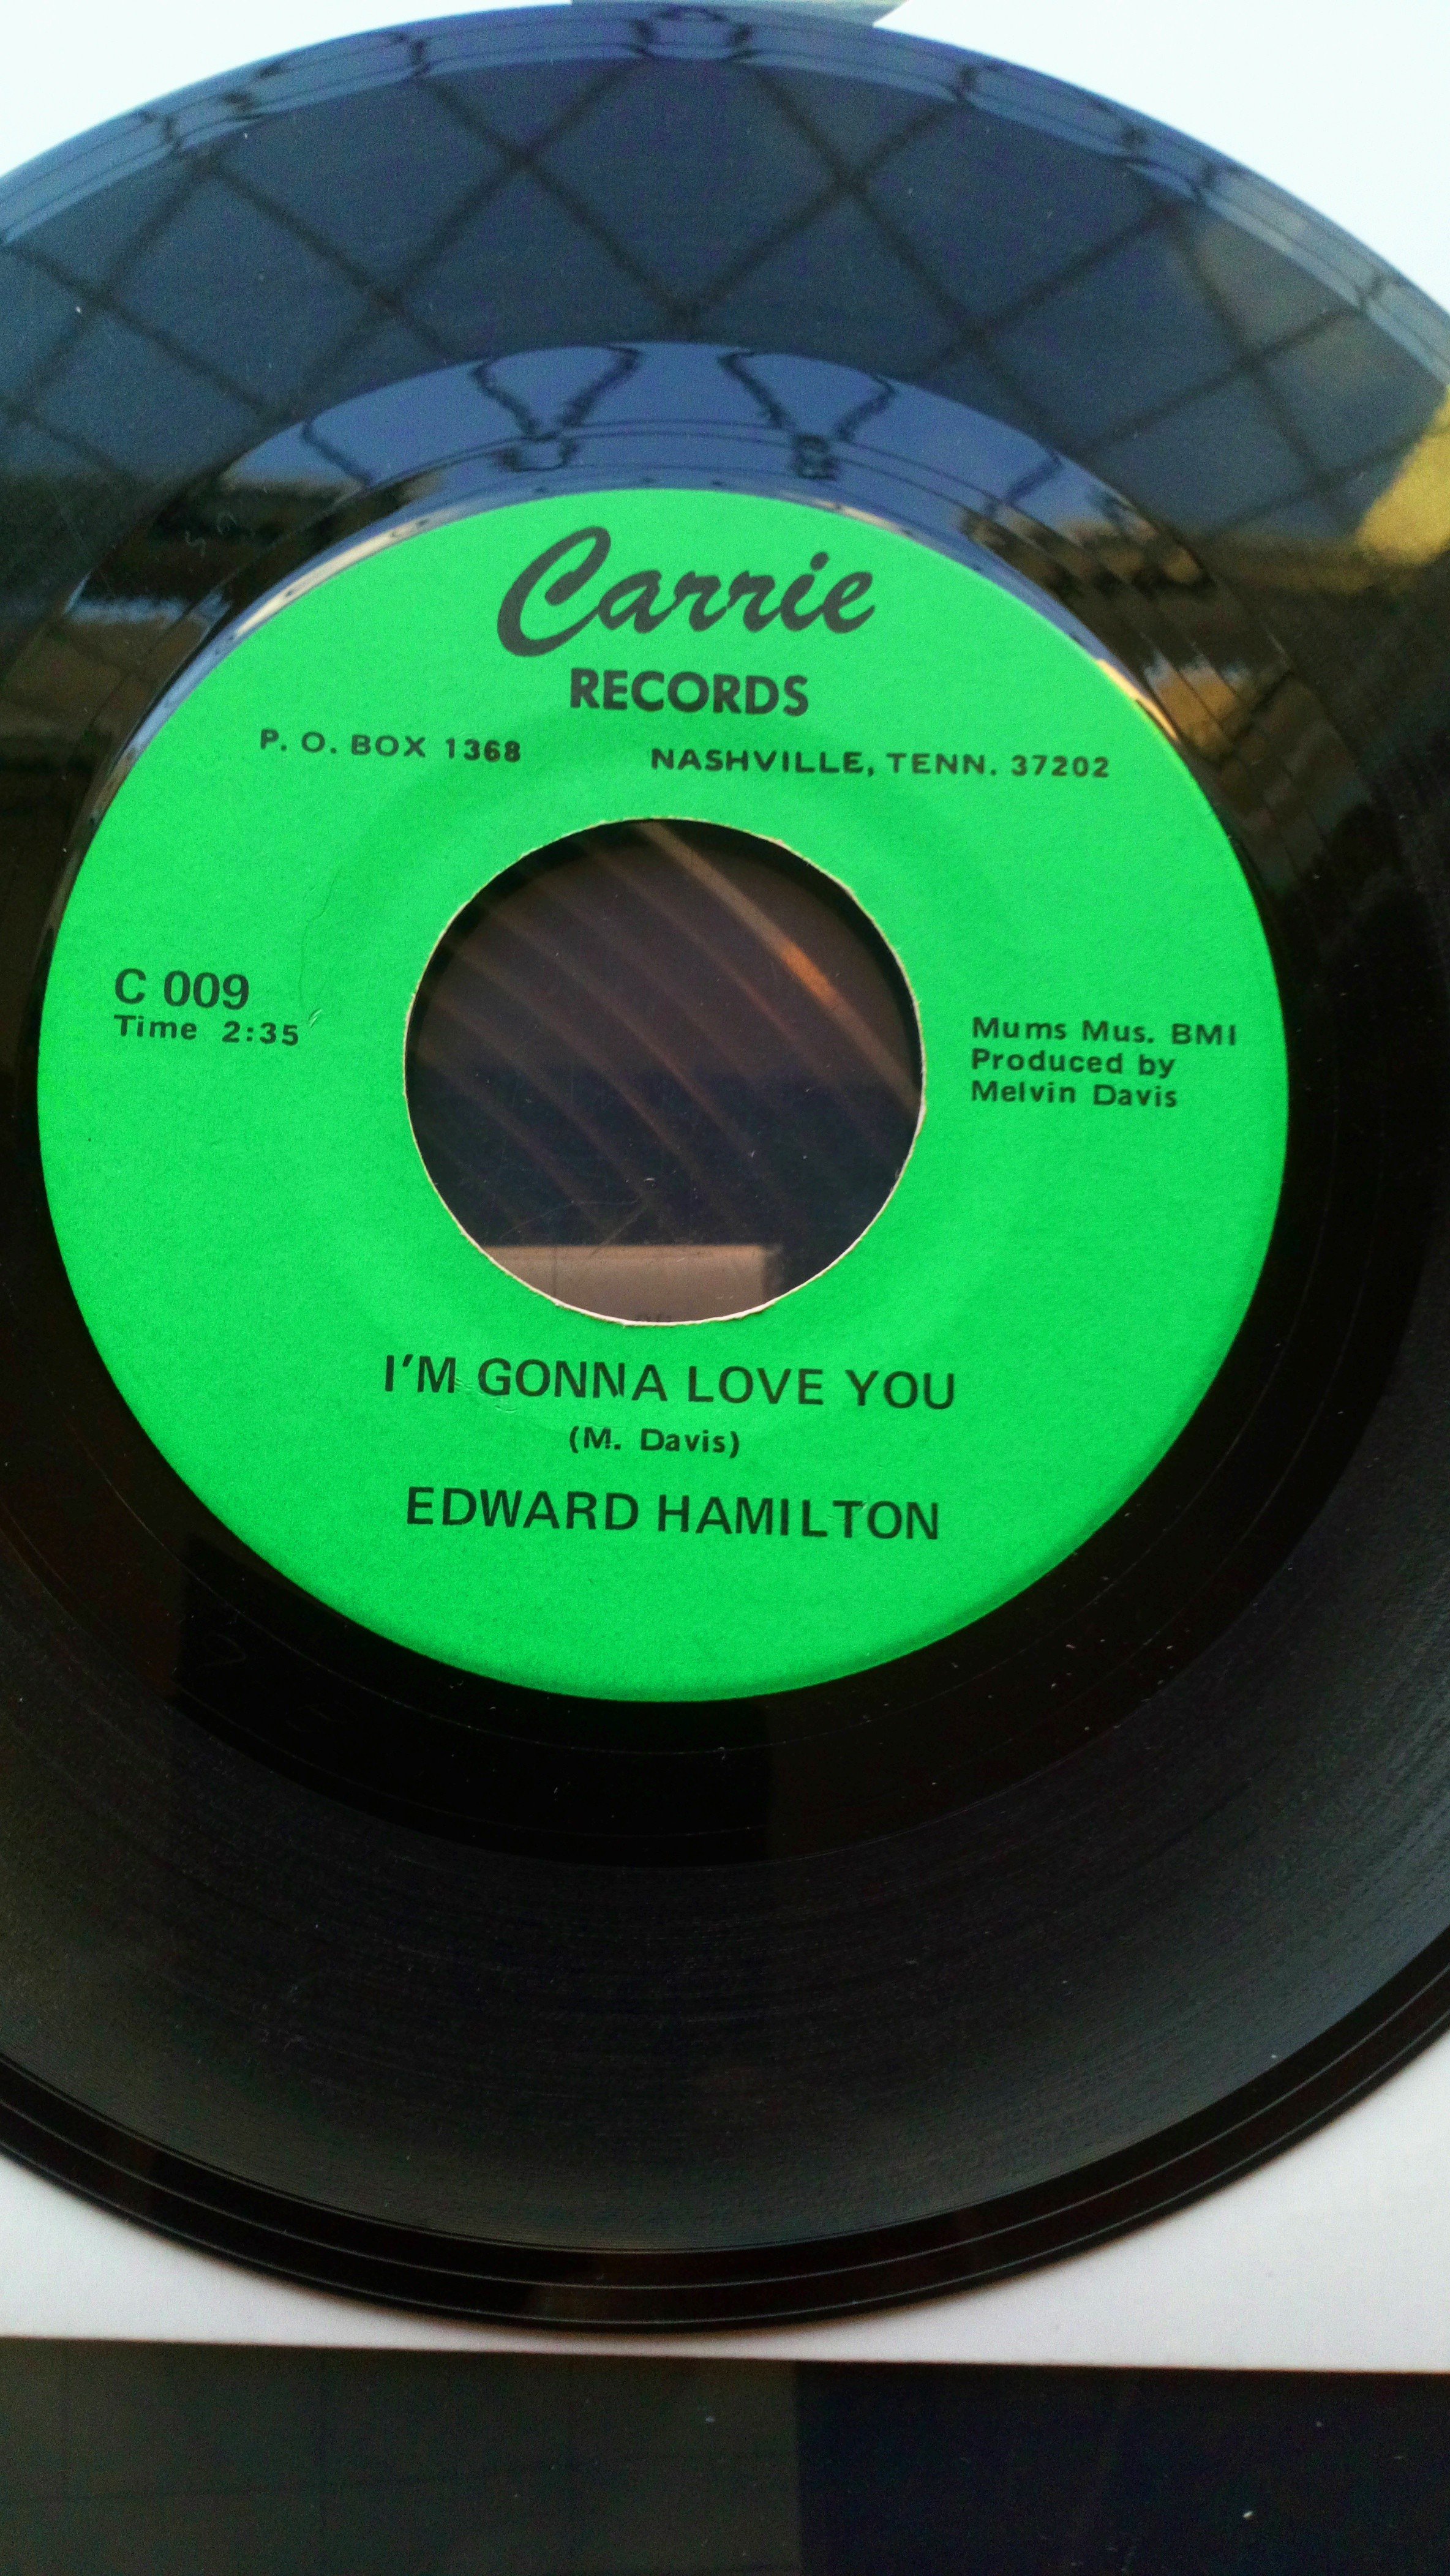 Carrie
RECORDS
P. O. BOX 1368 NASHVILLE, TENN. 37202
C 009
Time 2:35
Mums Mus. BMI
Produced by
Melvin Davis
I'M GONNA LOVE YOU
(M. Davis)
EDWARD HAMILTON